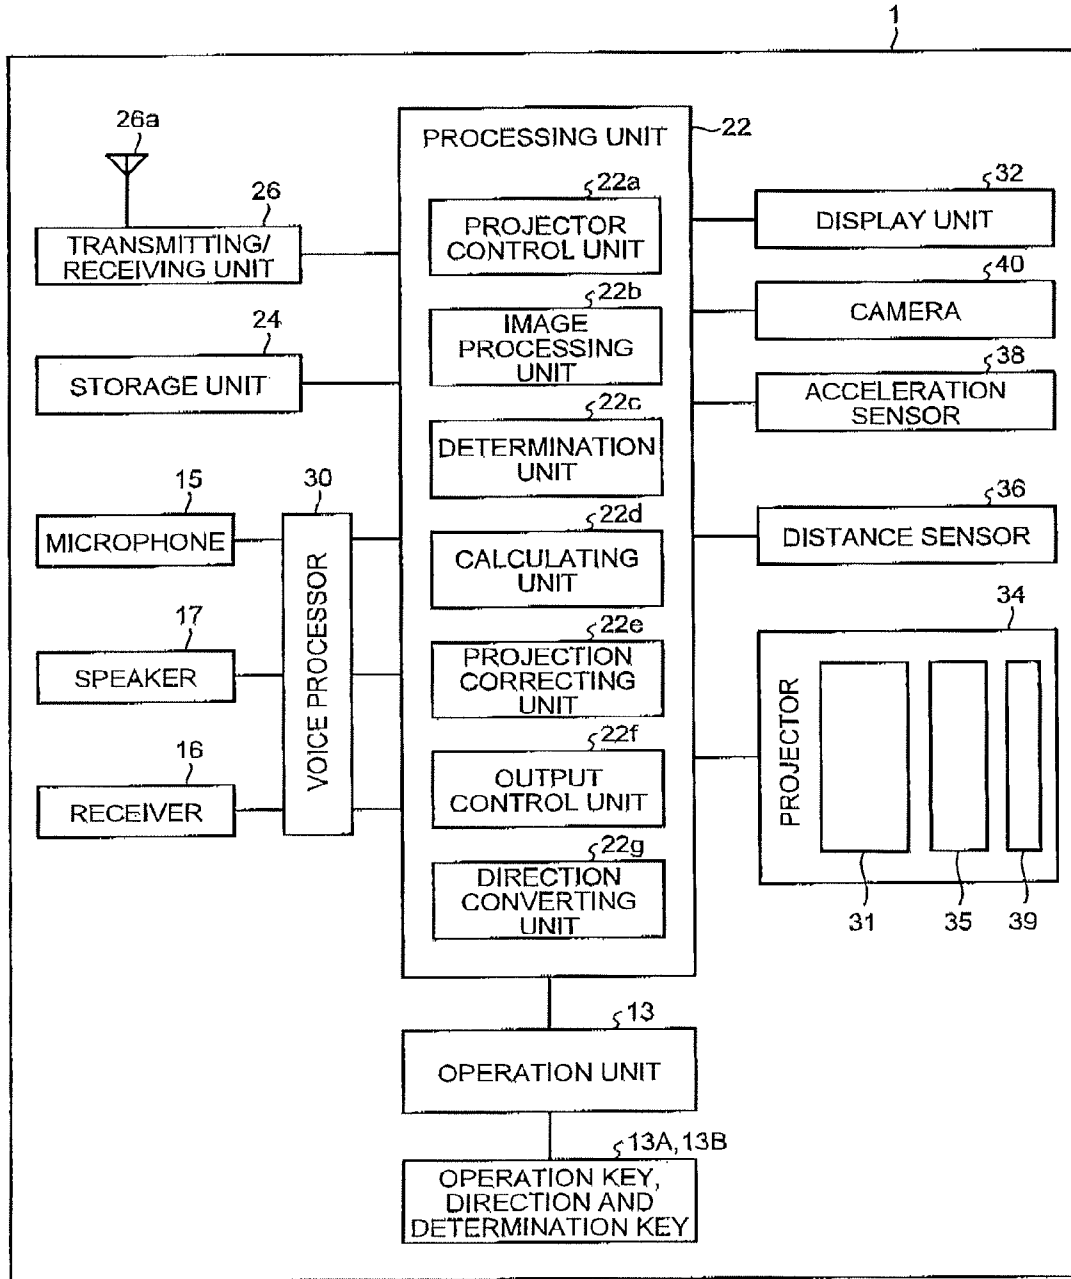 1
26a
26
TRANSMITTING/
RECEIVING UNIT
24
STORAGE UNIT
15
MICROPHONE
17
SPEAKER
16
RECEIVER
30
VOICE PROCESSOR
22
PROCESSING UNIT
22a
PROJECTOR
CONTROL UNIT
22b
IMAGE
PROCESSING
UNIT
22c
DETERMINATION
UNIT
22d
CALCULATING
UNIT
22e
PROJECTION
CORRECTING
UNIT
22f
OUTPUT
CONTROL UNIT
22g
DIRECTION
CONVERTING
UNIT
32
DISPLAY UNIT
40
CAMERA
38
ACCELERATION
SENSOR
36
DISTANCE SENSOR
34
PROJECTOR
31
35
39
13
OPERATION UNIT
13A,13B
OPERATION KEY,
DIRECTION AND
DETERMINATION KEY